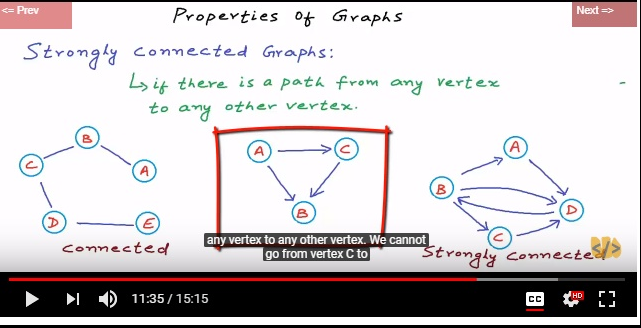 <= Prev
Properties of Graphs
Next =>
Strongly Connected Graphs:
↳if there is a path from any vertex
to any other vertex.
B
C
A
D
E
connected
A
C
B
any vertex to any other vertex. We cannot
go from vertex C to
A
B
D
C
Strongly connected
</>
11:35 / 15:15
CC
HD